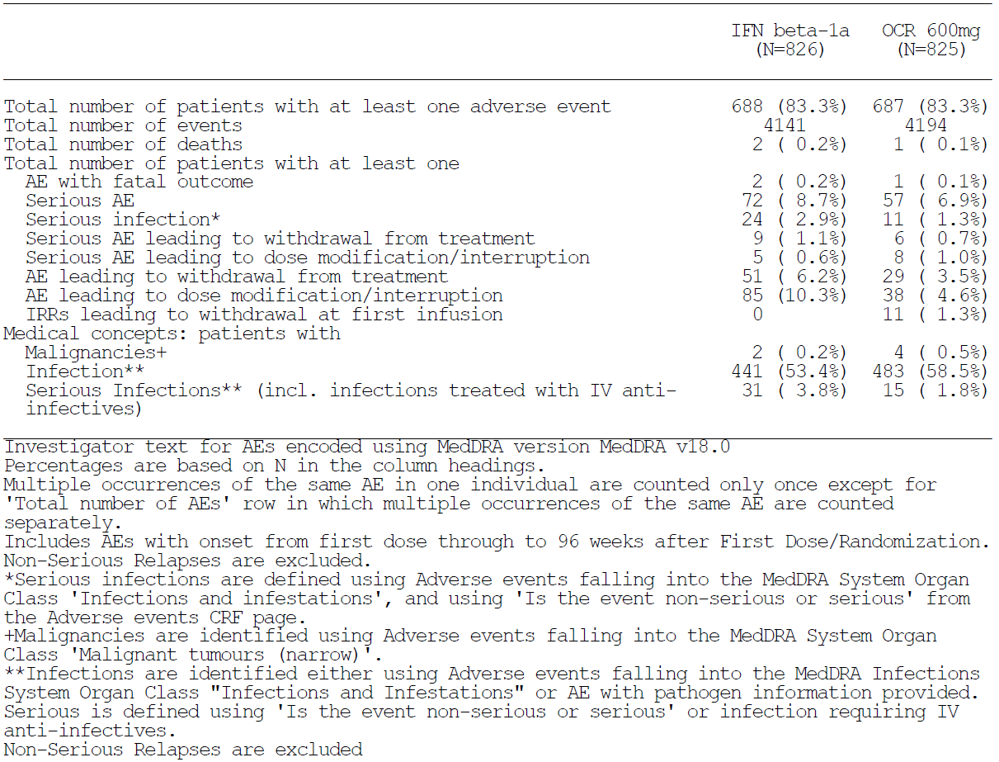 IFN beta-1a OCR 600mg
(N=826) (N=825)
Total number of patients with at least one adverse event 688 (83.3%) 687 (83.3%)
Total number of events 4141 4194
Total number of deaths 2 ( 0.2%) 1 ( 0.1%)
Total number of patients with at least one
AE with fatal outcome 2 ( 0.2%) 1 ( 0.1%)
Serious AE 72 ( 8.7%) 57 ( 6.9%)
Serious infection* 24 ( 2.9%) 11 ( 1.3%)
Serious AE leading to withdrawal from treatment 9 ( 1.1%) 6 ( 0.7%)
Serious AE leading to dose modification/interruption 5 ( 0.6%) 8 ( 1.0%)
AE leading to withdrawal from treatment 51 ( 6.2%) 29 ( 3.5%)
AE leading to dose modification/interruption 85 (10.3%) 38 ( 4.6%)
IRRs leading to withdrawal at first infusion 0 11 ( 1.3%)
Medical concepts: patients with
Malignancies+ 2 ( 0.2%) 4 ( 0.5%)
Infection** 441 (53.4%) 483 (58.5%)
Serious Infections** (incl. infections treated with IV anti- 31 ( 3.8%) 15 ( 1.8%)
infectives)
Investigator text for AEs encoded using MedDRA version MedDRA v18.0
Percentages are based on N in the column headings.
Multiple occurrences of the same AE in one individual are counted only once except for
'Total number of AEs' row in which multiple occurrences of the same AE are counted
separately.
Includes AEs with onset from first dose through to 96 weeks after First Dose/Randomization.
Non-Serious Relapses are excluded.
*Serious infections are defined using Adverse events falling into the MedDRA System Organ
Class 'Infections and infestations', and using 'Is the event non-serious or serious' from
the Adverse events CRF page.
+Malignancies are identified using Adverse events falling into the MedDRA System Organ
Class 'Malignant tumours (narrow)'.
**Infections are identified either using Adverse events falling into the MedDRA Infections
System Organ Class "Infections and Infestations" or AE with pathogen information provided.
Serious is defined using 'Is the event non-serious or serious' or infection requiring IV
anti-infectives.
Non-Serious Relapses are excluded